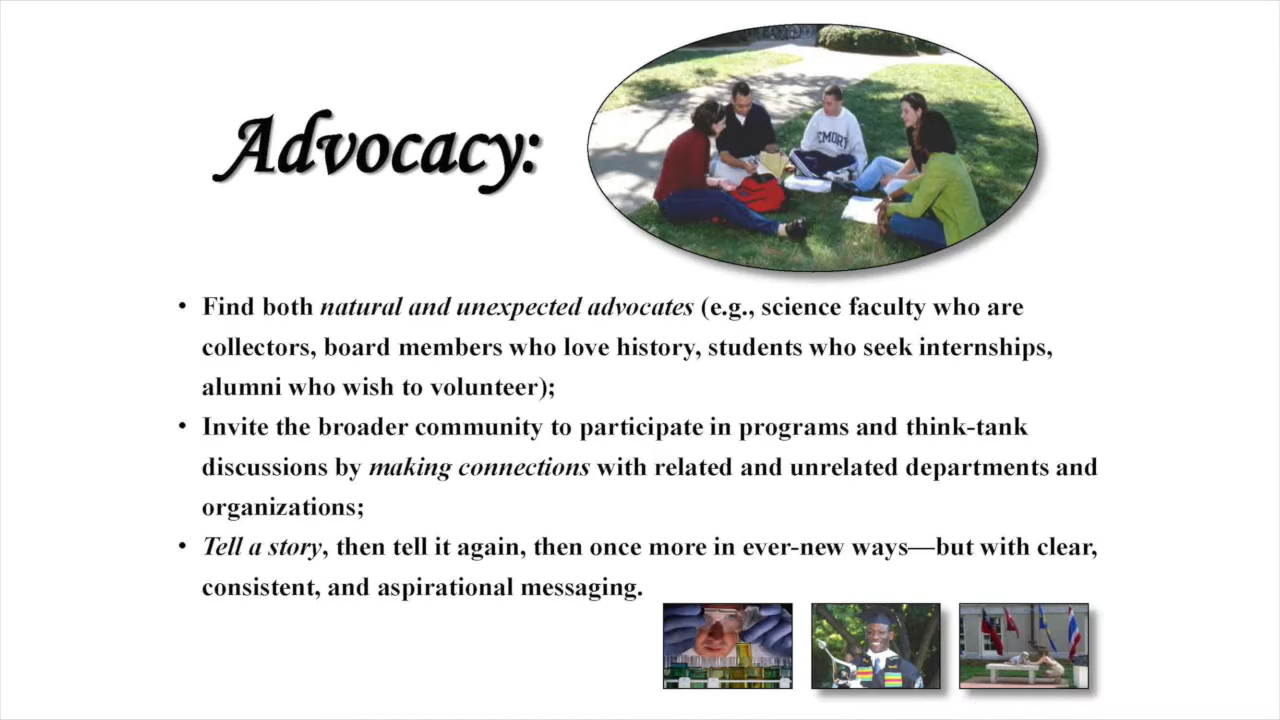 Advocacy:
EMORY
• Find both natural and unexpected advocates (e.g., science faculty who are
collectors, board members who love history, students who seek internships,
alumni who wish to volunteer);
• Invite the broader community to participate in programs and think-tank
discussions by making connections with related and unrelated departments and
organizations;
• Tell a story, then tell it again, then once more in ever-new ways—but with clear,
consistent, and aspirational messaging.